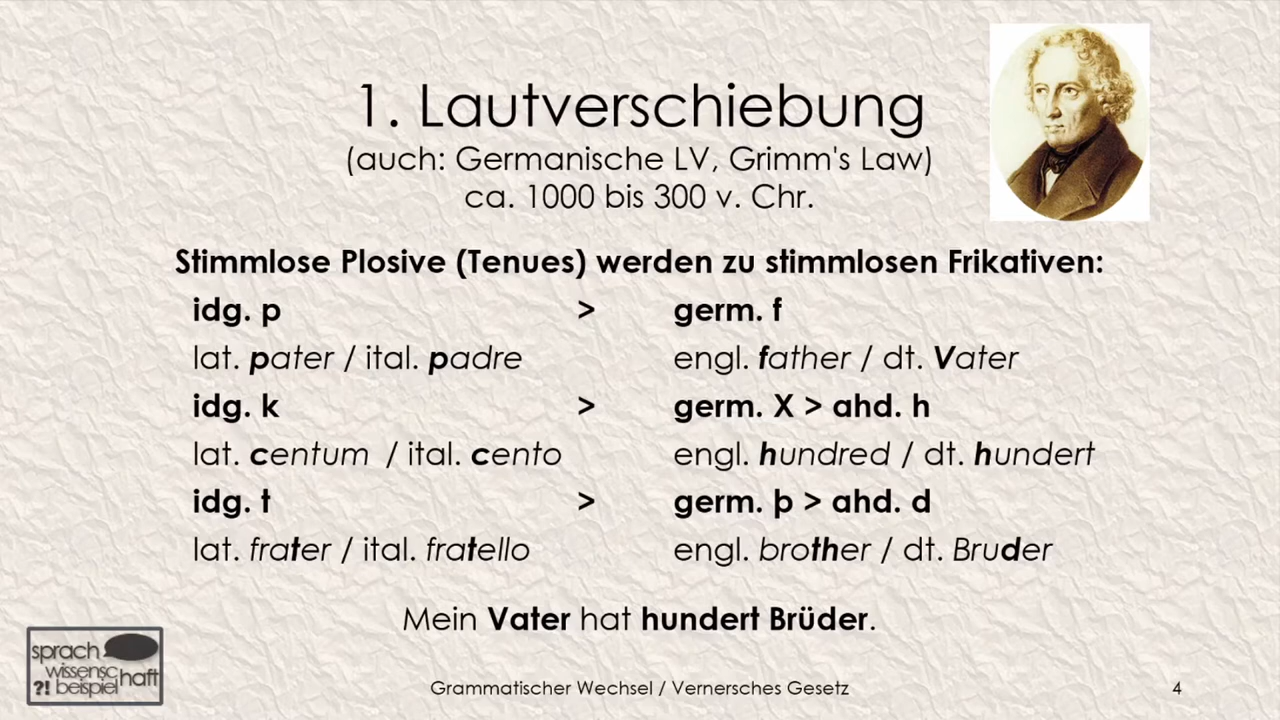 1. Lautverschiebung
(auch: Germanische LV, Grimm's Law)
ca. 1000 bis 300 v. Chr.
Stimmlose Plosive (Tenues) werden zu stimmlosen Frikativen:
idg. p > germ. f
lat. pater / ital. padre engl. father / dt. Vater
idg. k > germ. X > ahd. h
lat. centum / ital. cento engl. hundred / dt. hundert
idg. t > germ. þ > ahd. d
lat. frater / ital. fratello engl. brother / dt. Bruder
Mein Vater hat hundert Brüder.
sprach
wissensc haft
?! beispiel
Grammatischer Wechsel / Vernersches Gesetz 4